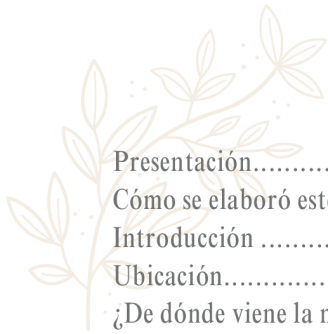 Presentación..........
Cómo se elaboró
Introducción ..........
Ubicación..............
¿De dónde viene la